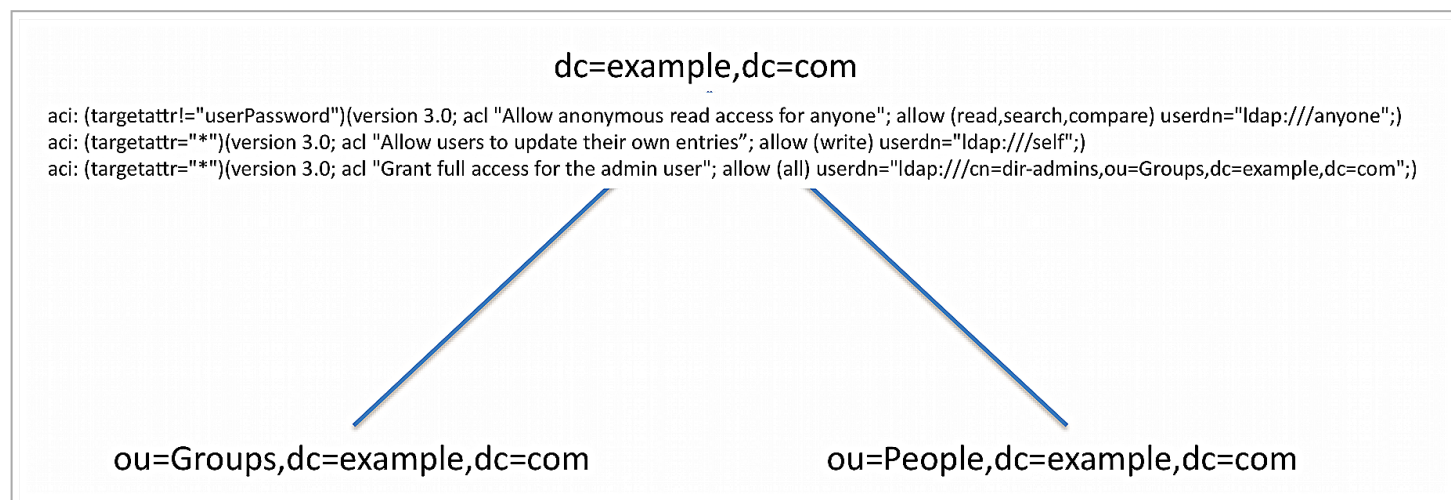 dc=example,dc=com
aci: (targetattr!="userPassword")(version 3.0; acl "Allow anonymous read access for anyone"; allow (read,search,compare) userdn="ldap:///anyone";)
aci: (targetattr="*")(version 3.0; acl "Allow users to update their own entries”; allow (write) userdn="ldap:///self";)
aci: (targetattr="*")(version 3.0; acl "Grant full access for the admin user"; allow (all) userdn="ldap:///cn=dir-admins,ou=Groups,dc=example,dc=com";)
ou=Groups,dc=example,dc=com
ou=People,dc=example,dc=com